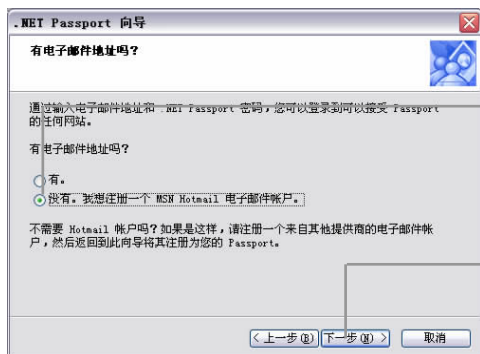 .NET Passport 向导
有电子邮件地址吗?
通过输入电子邮件地址和 .NET Passport 密码，您可以登录到可以接受 Passport
的任何网站。
有电子邮件地址吗?
有。
没有。我想注册一个 MSN Hotmail 电子邮件帐户。
不需要 Hotmail 帐户吗?如果是这样，请注册一个来自其他提供商的电子邮件帐
户，然后返回到此向导将其注册为您的 Passport。
< 上一步(B) 下一步(N) > 取消